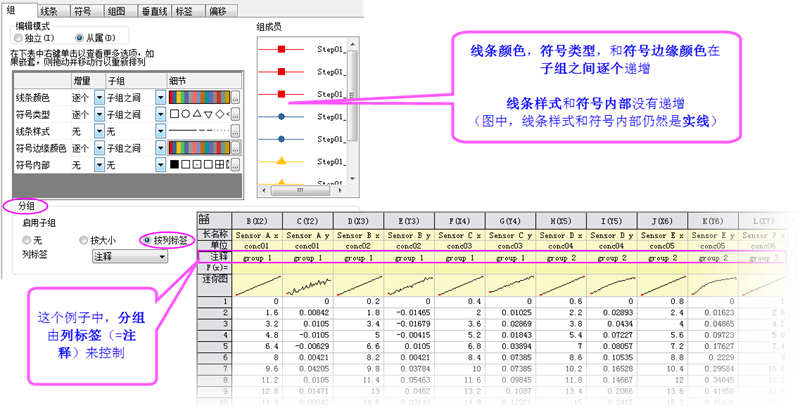 组 线条 符号 组图 垂直线 标签 偏移
编辑模式
独立(I) 从属(D)
在下表中右键单击以查看更多选项, 如
果嵌套, 则拖动并移动行以重新排列
增量 子组 细节
线条颜色 逐个 子组之间
符号类型 逐个 子组之间
线条样式 无 无
符号边缘颜色 逐个 子组之间
符号内部 无 无
分组
启用子组
无 按大小 按列标签
列标签 注释
组成员
Step01_
Step01_
Step01_
Step01_
Step01_
Step01_
Step01_
线条颜色，符号类型，和符号边缘颜色在
子组之间逐个递增
线条样式和符号内部没有递增
（图中，线条样式和符号内部仍然是实线）
这个例子中，分组
由列标签（=注
释）来控制
B(X2) C(Y2) D(X3) E(Y3) F(X4) G(Y4) H(X5) I(Y5) J(X6) K(Y6) L(X7)
长名称 Sensor A x Sensor A y Sensor B x Sensor B y Sensor C x Sensor C y Sensor D x Sensor D y Sensor E x Sensor E y Sensor F x
单位 conc01 conc01 conc02 conc02 conc03 conc03 conc04 conc04 conc05 conc05 conc06
注释 group 1 group 1 group 1 group 1 group 1 group 1 group 2 group 2 group 2 group 2 group 3
F(x)=
迷你图
1 0 0 0.2 0 0.4 0 0.6 0 0.8 0 1
2 1.6 0.00842 1.8 -0.01465 2 0.01025 2.2 0.02893 2.4 0.01623 2.6
3 3.2 0.0105 3.4 -0.01679 3.6 0.02869 3.8 0.0434 4 0.04865 4.2
4 4.8 -0.0105 5 -0.00415 5.2 0.01843 5.4 0.07227 5.6 0.09723 5.8
5 6.4 -0.00629 6.6 0.0105 6.8 0.03894 7 0.08057 7.2 0.17627 7.4
6 8 0.00421 8.2 0.00421 8.4 0.07385 8.6 0.10535 8.8 0.2229 9
7 9.6 0.04205 9.8 0.03784 10 0.07385 10.2 0.16528 10.4 0.29584
8 11.2 0.0105 11.4 0.05463 11.6 0.09845 11.8 0.14667 12 0.34045
9 12.8 0.01471 13 0.0462 13.2 0.1087 13.4 0.2066 13.6
10 14.4